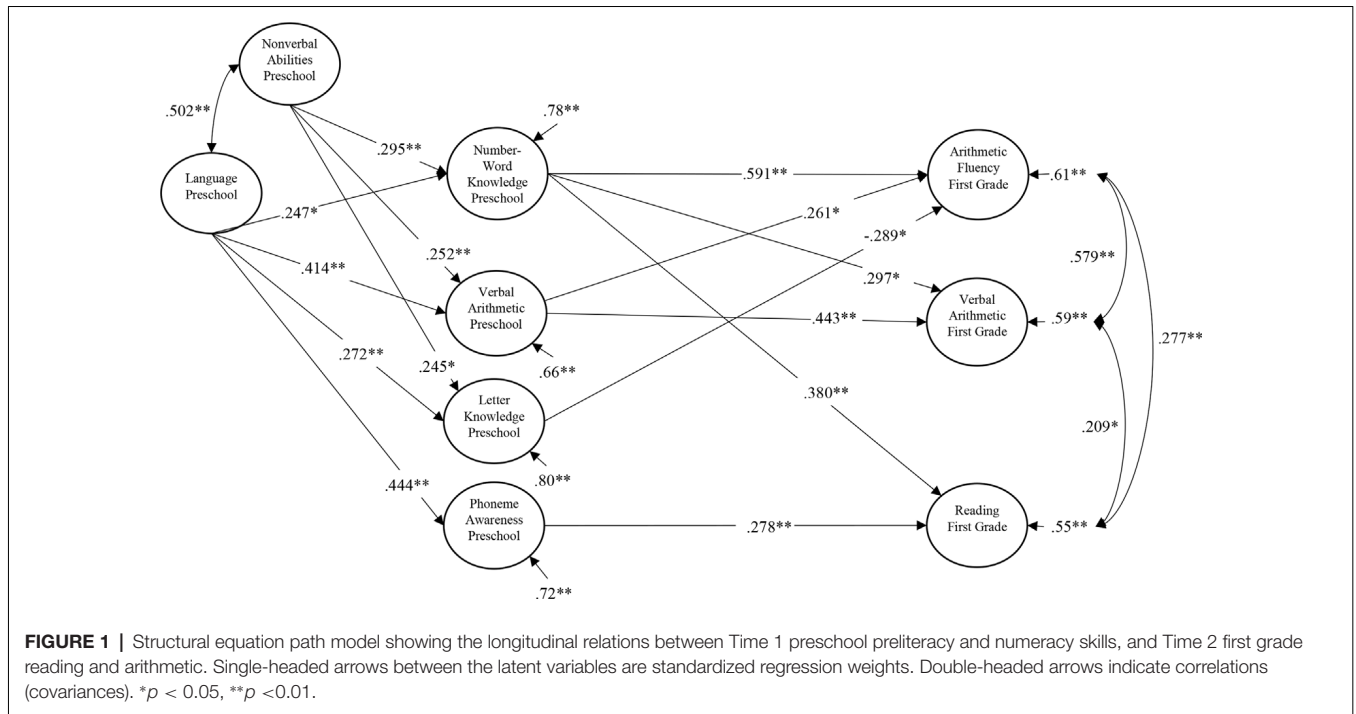 Nonverbal
Abilities
Preschool
.502**
Language
Preschool
.295**
.247*
.414**
.252**
.272**
.245*
.444**
.78**
Number-
Word
Knowledge
Preschool
Verbal
Arithmetic
Preschool
.66**
Letter
Knowledge
Preschool
.80**
Phoneme
Awareness
Preschool
.72**
.591**
.261*
-.289*
.297*
.443**
.380**
.278**
Arithmetic
Fluency
First Grade
.61**
Verbal
Arithmetic
First Grade
.59**
Reading
First Grade
.55**
.579**
.277**
.209*
FIGURE 1 | Structural equation path model showing the longitudinal relations between Time 1 preschool preliteracy and numeracy skills, and Time 2 first grade
reading and arithmetic. Single-headed arrows between the latent variables are standardized regression weights. Double-headed arrows indicate correlations
(covariances). *p < 0.05, **p <0.01.